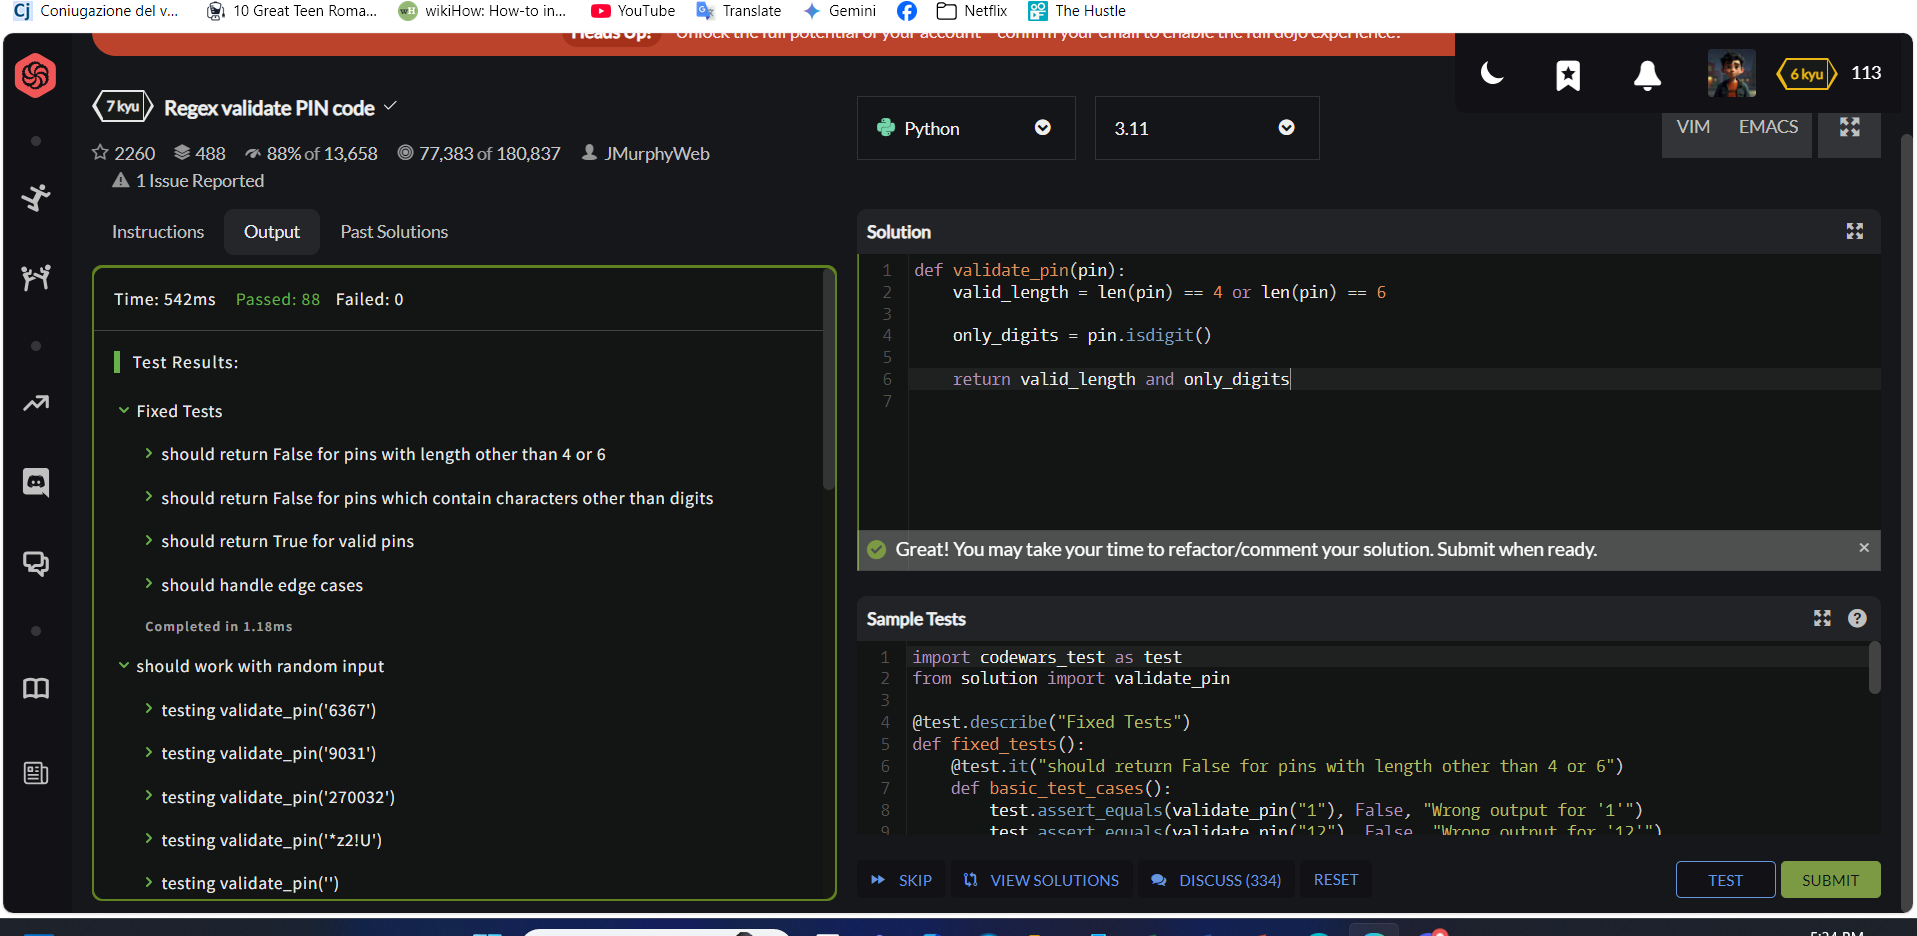 Coniugazione del v...
10 Great Teen Roma...
wikiHow: How-to in...
YouTube
Translate
Gemini
Netflix
The Hustle
Heads Up! Unlock the full potential of your account - confirm your email to enable the full dojo experience.
6 kyu 113
7 kyu Regex validate PIN code
2260 488 88% of 13,658 77,383 of 180,837 JMurphyWeb
1 Issue Reported
Python
3.11
VIM EMACS
Instructions Output Past Solutions
Time: 542ms Passed: 88 Failed: 0
Test Results:
Fixed Tests
should return False for pins with length other than 4 or 6
should return False for pins which contain characters other than digits
should return True for valid pins
should handle edge cases
Completed in 1.18ms
should work with random input
testing validate_pin('6367')
testing validate_pin('9031')
testing validate_pin('270032')
testing validate_pin('*z2!U')
testing validate_pin('')
Solution
1 def validate_pin(pin):
2 valid_length = len(pin) == 4 or len(pin) == 6
3
4 only_digits = pin.isdigit()
5
6 return valid_length and only_digits
7
Great! You may take your time to refactor/comment your solution. Submit when ready.
Sample Tests
1 import codewars_test as test
2 from solution import validate_pin
3
4 @test.describe("Fixed Tests")
5 def fixed_tests():
6 @test.it("should return False for pins with length other than 4 or 6")
7 def basic_test_cases():
8 test.assert_equals(validate_pin("1"), False, "Wrong output for '1'")
9 test.assert_equals(validate_pin("12"), False, "Wrong output for '12'")
SKIP VIEW SOLUTIONS DISCUSS (334) RESET TEST SUBMIT